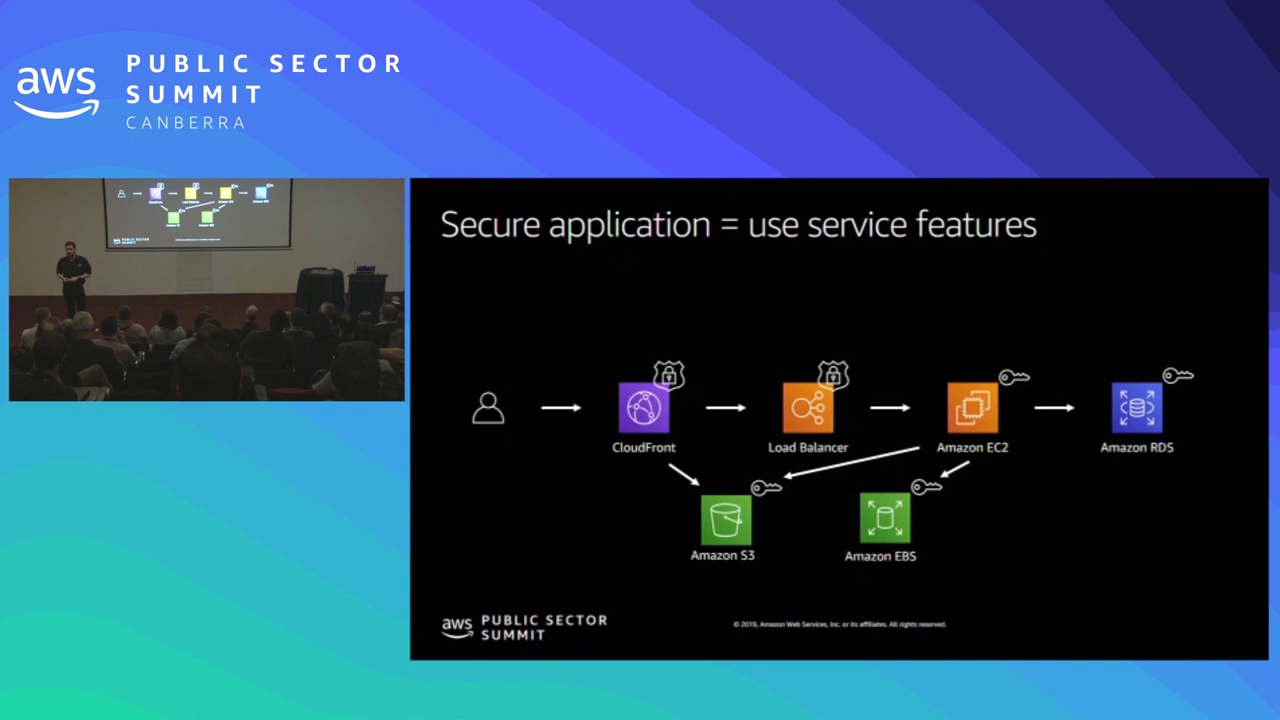 aws
PUBLIC SECTOR
SUMMIT
CANBERRA
Secure application = use service features
CloudFront
Load Balancer
Amazon EC2
Amazon RDS
Amazon S3
Amazon EBS
aws
PUBLIC SECTOR
SUMMIT
© 2019, Amazon Web Services, Inc. or its affiliates. All rights reserved.